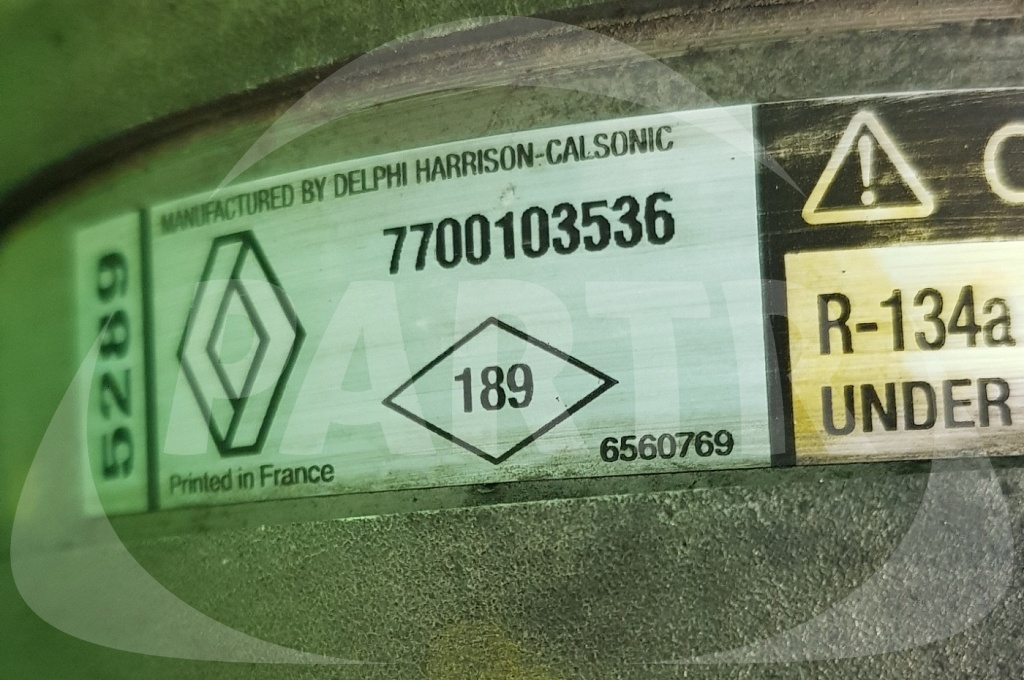 5289
MANUFACTURED BY DELPHI HARRISON-CALSONIC
7700103536
189
6560769
Printed in France
R-134a
UNDER